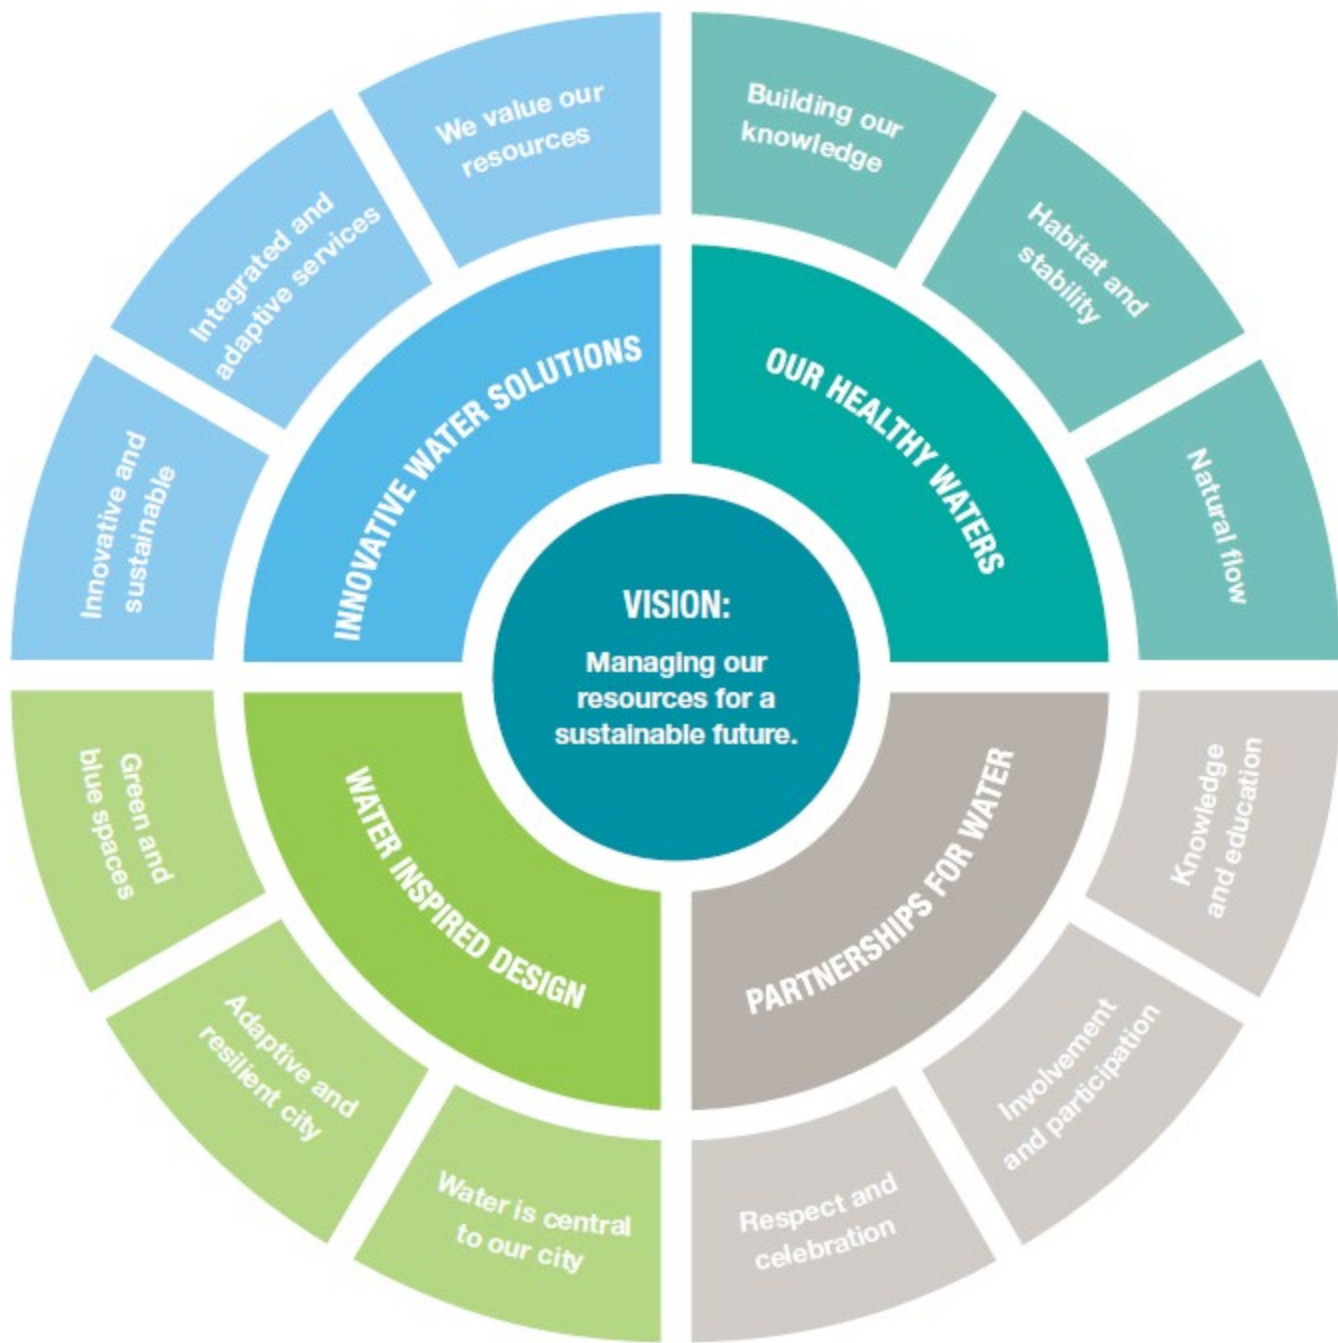 VISION:
Managing our
resources for a
sustainable future.
OUR HEALTHY WATERS
Building our
knowledge
Habitat and
stability
Natural flow
PARTNERSHIPS FOR WATER
Knowledge
and education
Involvement
and participation
Respect and
celebration
WATER INSPIRED DESIGN
Water is central
to our city
Adaptive and
resilient city
Green and
blue spaces
INNOVATIVE WATER SOLUTIONS
Innovative and
sustainable
Integrated and
adaptive services
We value our
resources